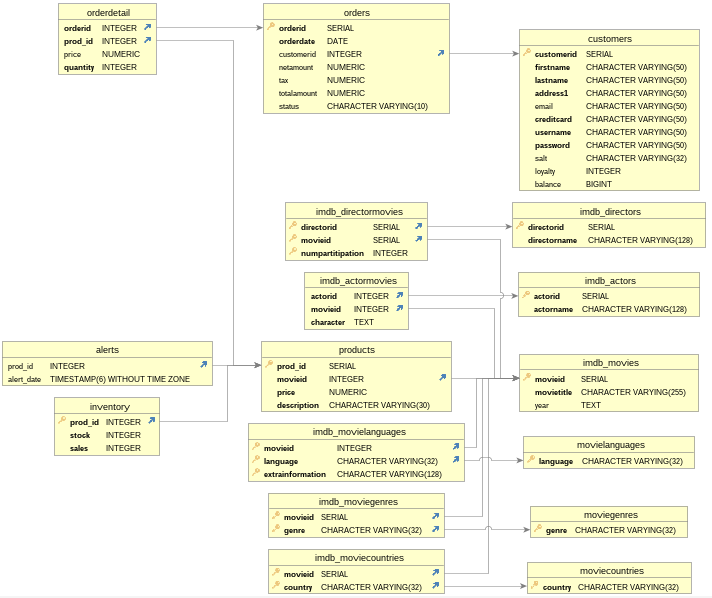 orderdetail
orderid INTEGER
prod_id INTEGER
price NUMERIC
quantity INTEGER
orders
orderid SERIAL
orderdate DATE
customerid INTEGER
netamount NUMERIC
tax NUMERIC
totalamount NUMERIC
status CHARACTER VARYING(10)
customers
customerid SERIAL
firstname CHARACTER VARYING(50)
lastname CHARACTER VARYING(50)
address1 CHARACTER VARYING(50)
email CHARACTER VARYING(50)
creditcard CHARACTER VARYING(50)
username CHARACTER VARYING(50)
password CHARACTER VARYING(50)
salt CHARACTER VARYING(32)
loyalty INTEGER
balance BIGINT
imdb_directormovies
directorid SERIAL
movieid SERIAL
numpartitipation INTEGER
imdb_directors
directorid SERIAL
directorname CHARACTER VARYING(128)
imdb_actormovies
actorid INTEGER
movieid INTEGER
character TEXT
imdb_actors
actorid SERIAL
actorname CHARACTER VARYING(128)
alerts
prod_id INTEGER
alert_date TIMESTAMP(6) WITHOUT TIME ZONE
products
prod_id SERIAL
movieid INTEGER
price NUMERIC
description CHARACTER VARYING(30)
imdb_movies
movieid SERIAL
movietitle CHARACTER VARYING(255)
year TEXT
inventory
prod_id INTEGER
stock INTEGER
sales INTEGER
imdb_movielanguages
movieid INTEGER
language CHARACTER VARYING(32)
extrainformation CHARACTER VARYING(128)
movielanguages
language CHARACTER VARYING(32)
imdb_moviegenres
movieid SERIAL
genre CHARACTER VARYING(32)
moviegenres
genre CHARACTER VARYING(32)
imdb_moviecountries
movieid SERIAL
country CHARACTER VARYING(32)
moviecountries
country CHARACTER VARYING(32)